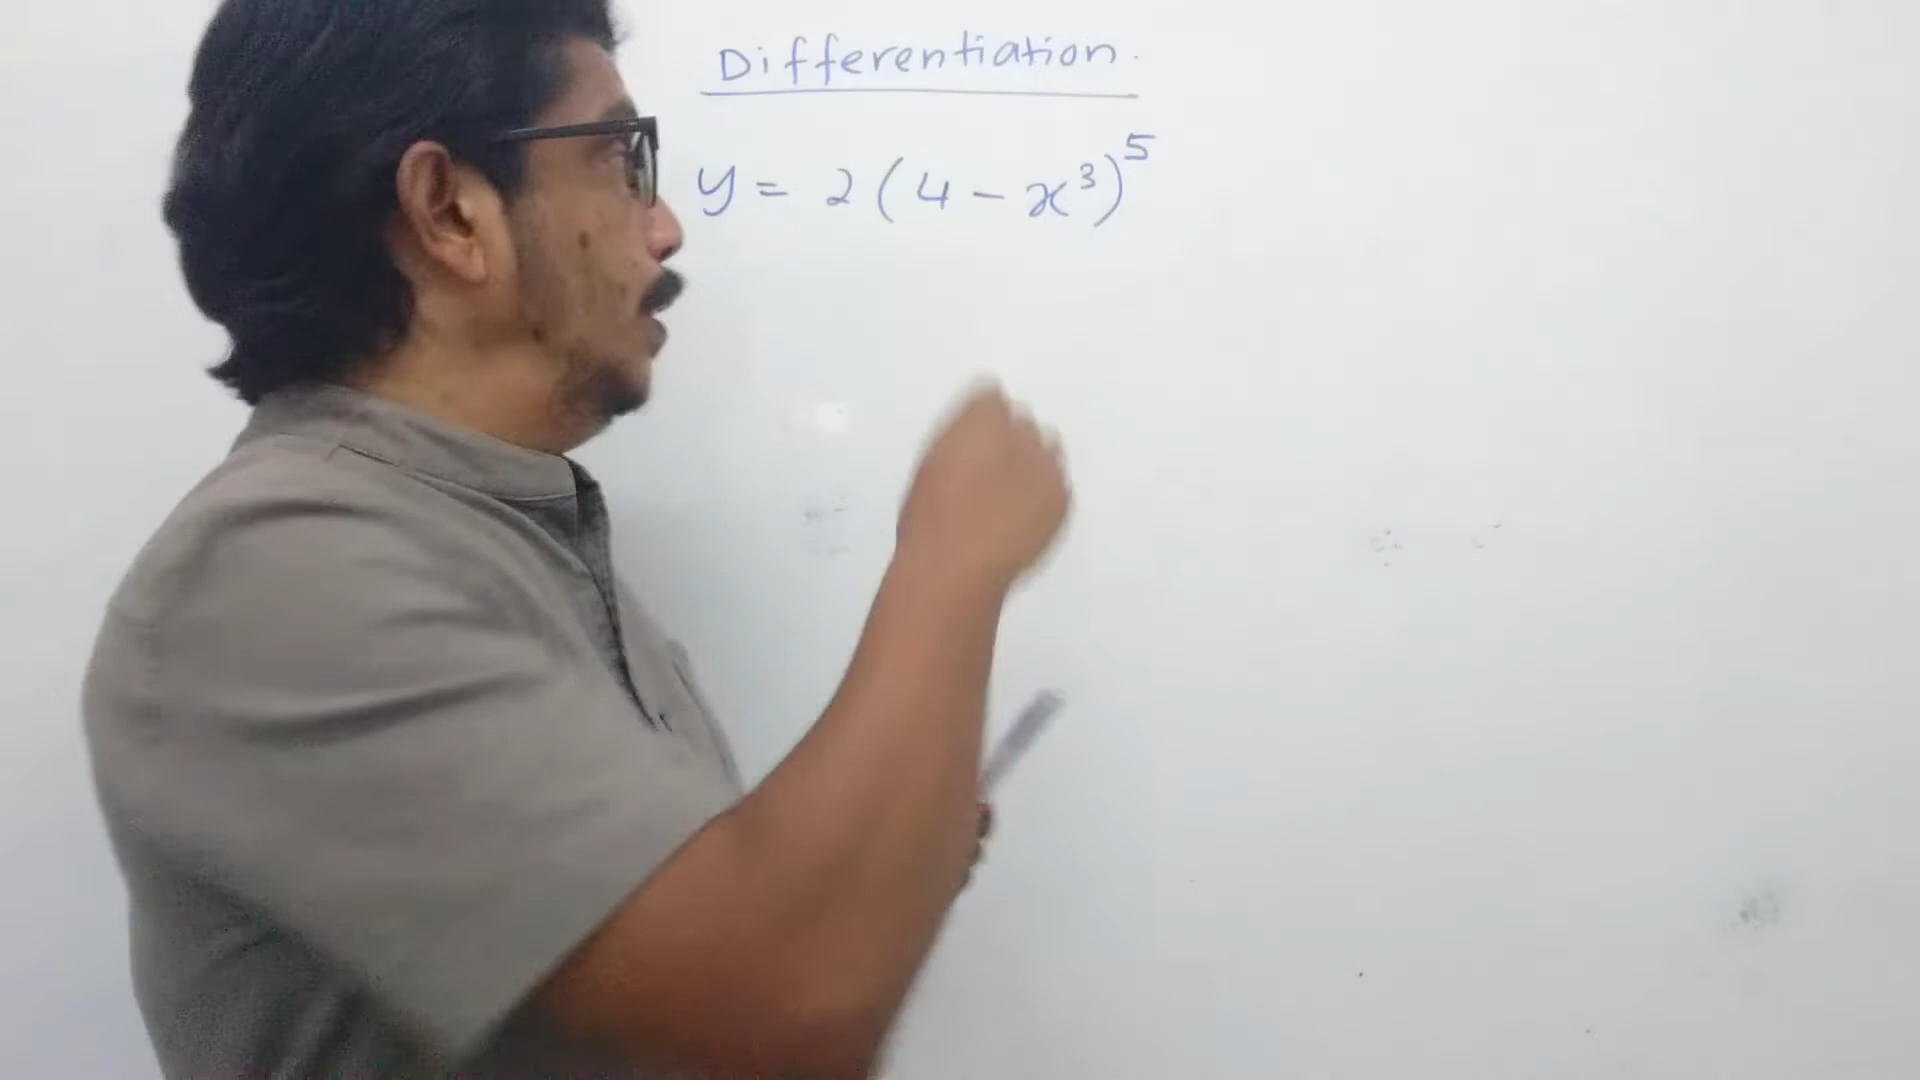 Differentiation.
y = 2(4 - x³)⁵